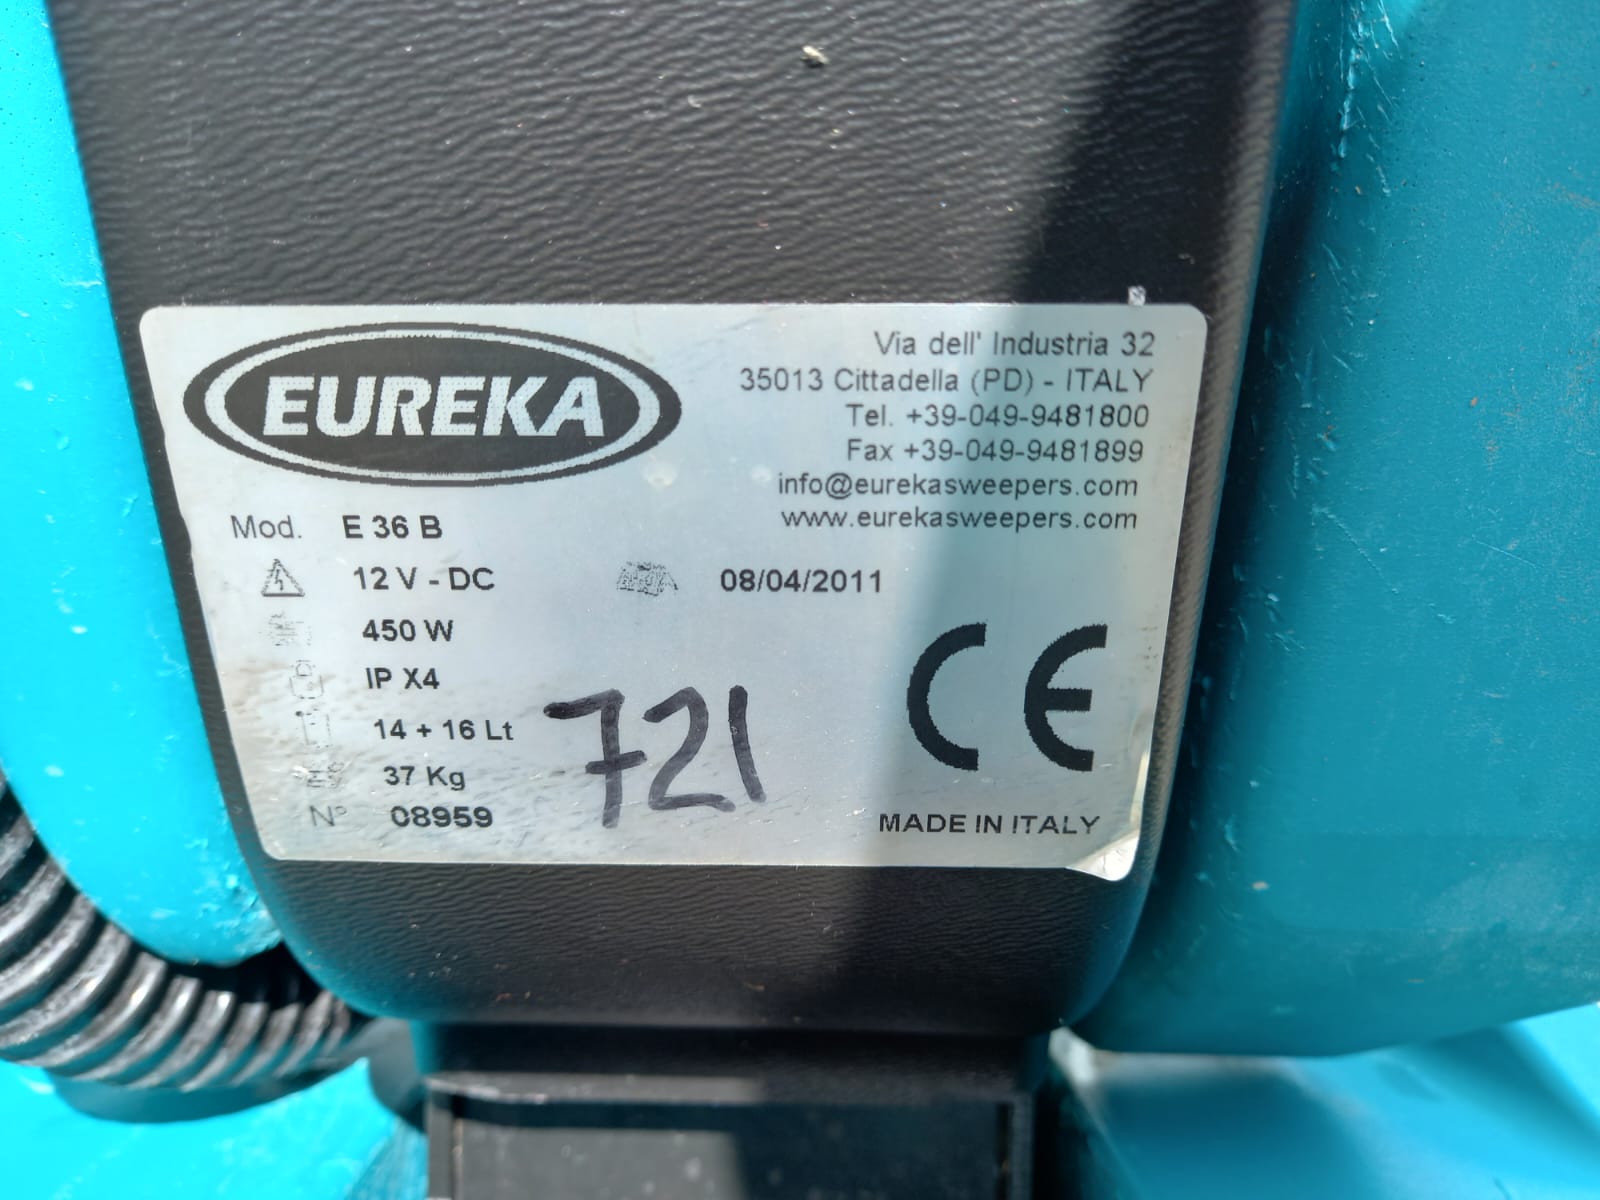 EUREKA
Via dell' Industria 32
35013 Cittadella (PD) - ITALY
Tel. +39-049-9481800
Fax +39-049-9481899
info@eurekasweepers.com
www.eurekasweepers.com
Mod. E 36 B
12 V - DC 08/04/2011
450 W
IP X4
14 + 16 Lt
37 Kg
N° 08959
721
CE
MADE IN ITALY